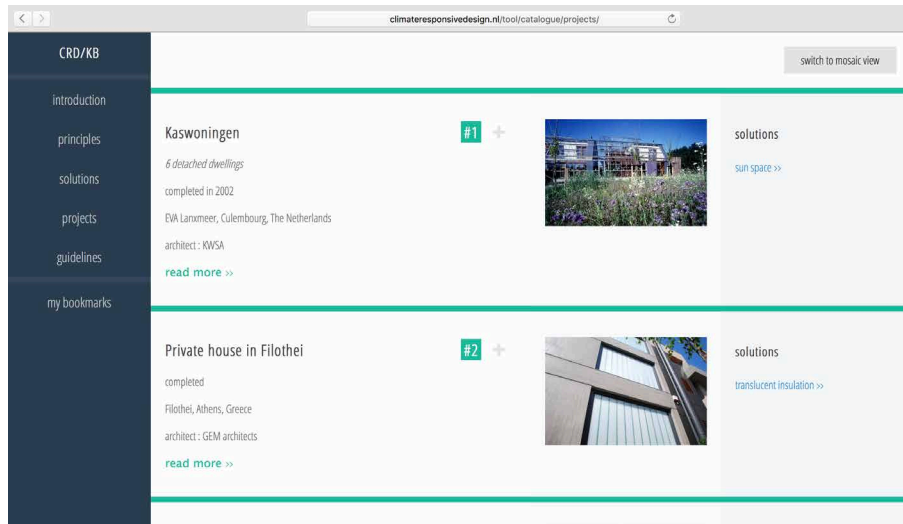 climateresponsivedesign.nl/tool/catalogue/projects/
CRD/KB
switch to mosaic view
introduction
principles
solutions
projects
guidelines
my bookmarks
Kaswoningen
#1 +
6 detached dwellings
completed in 2002
EVA Lanxmeer, Culembourg, The Netherlands
architect : KWSA
read more >>
solutions
sun space >>
Private house in Filothei
#2 +
completed
Filothei, Athens, Greece
architect : GEM architects
read more >>
solutions
translucent insulation >>